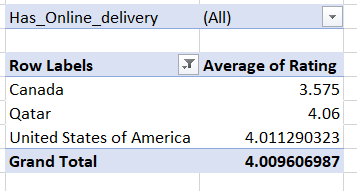 Has_Online_delivery (All)
Row Labels Average of Rating
Canada 3.575
Qatar 4.06
United States of America 4.011290323
Grand Total 4.009606987